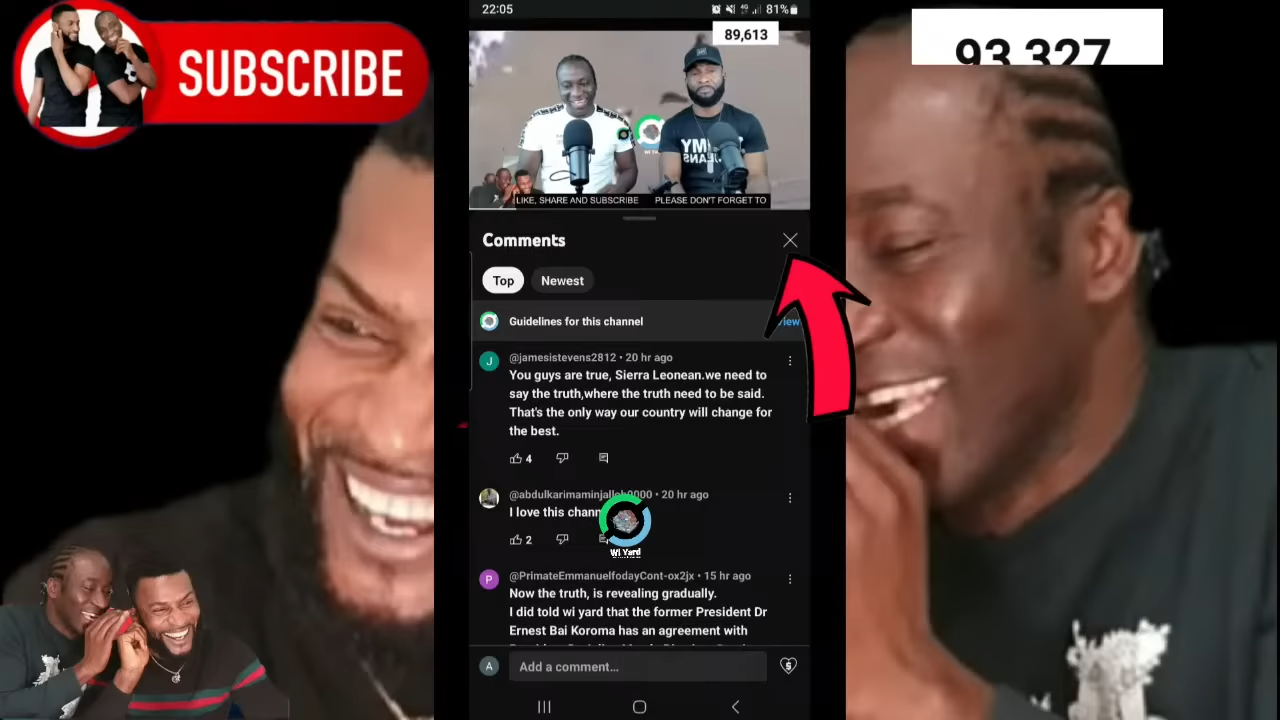 SUBSCRIBE
22:05
4G
81%
89,613
93,327
MY
JEANS
LIKE, SHARE AND SUBSCRIBE PLEASE DON'T FORGET TO
Comments
Top Newest
Guidelines for this channel
View
J @jamesistevens2812 • 20 hr ago
You guys are true, Sierra Leonean.we need to
say the truth,where the truth need to be said.
That's the only way our country will change for
the best.
4
20 hr ago
I love this
2
Wi Yard
P @PrimateEmmanuelfodayCont-ox2jx • 15 hr ago
Now the truth, is revealing gradually.
I did told wi yard that the former President Dr
Ernest Bai Koroma has an agreement with
A Add a comment... 5